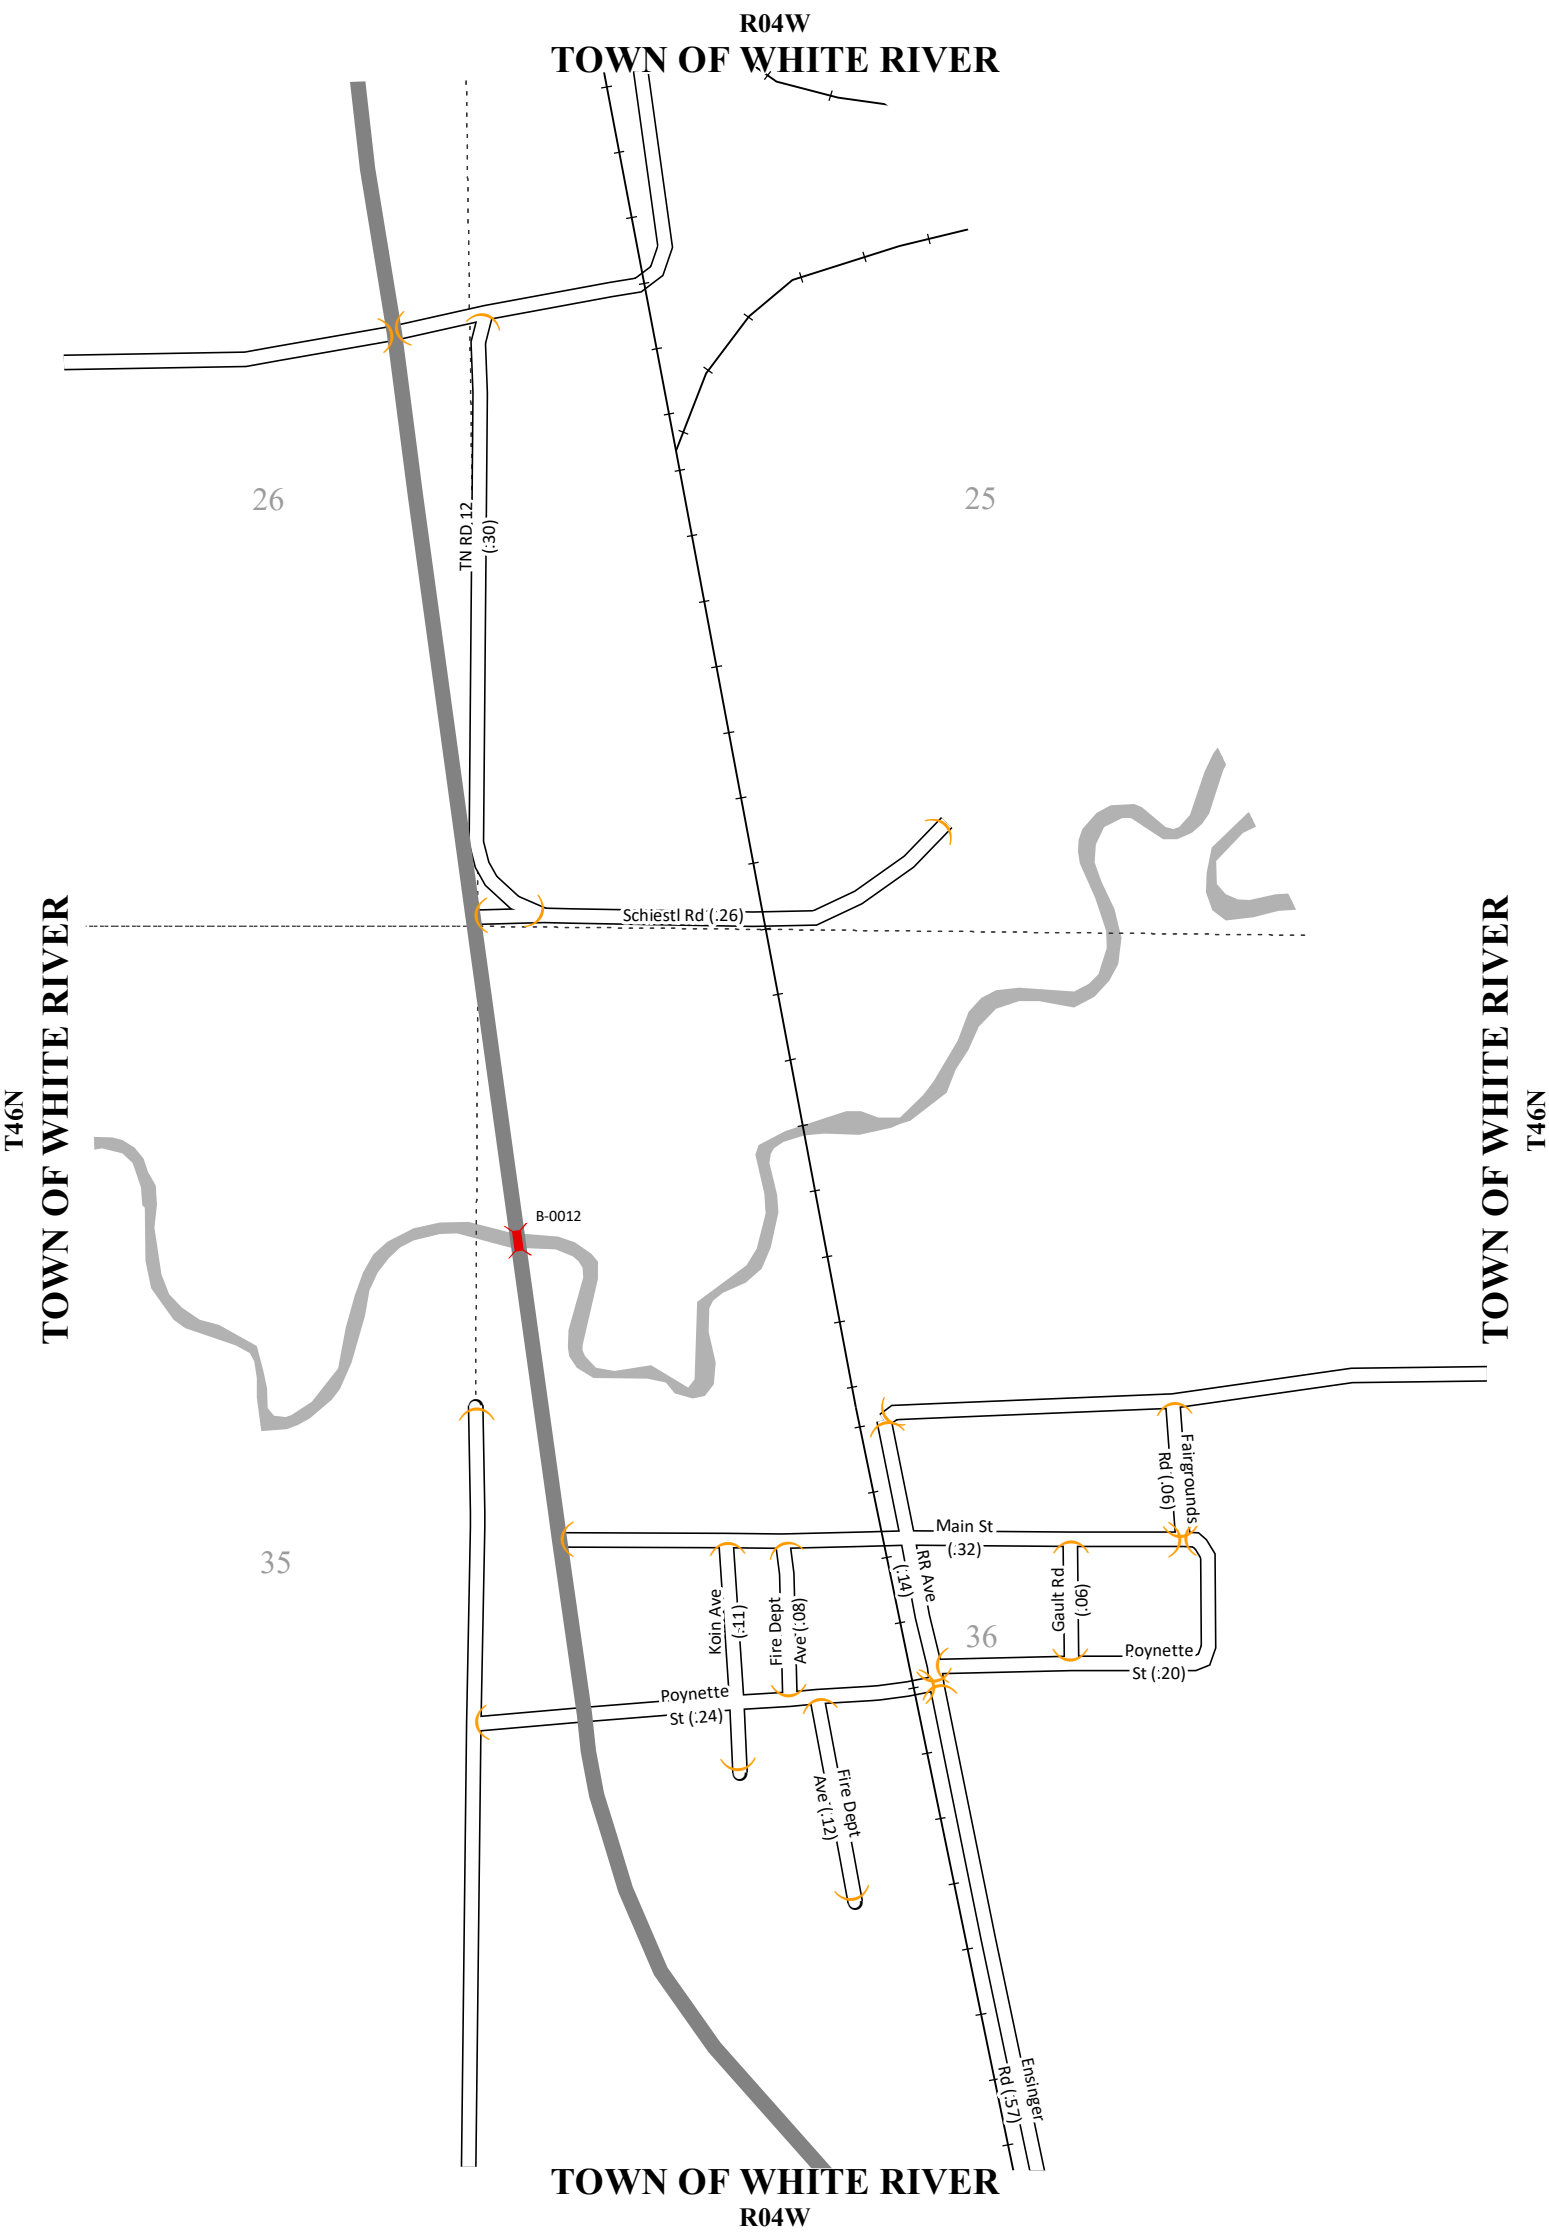 R04W
TOWN OF WHITE RIVER
26
25
TN RD 12
(.30)
Schiestl Rd (.26)
T46N
TOWN OF WHITE RIVER
TOWN OF WHITE RIVER
T46N
B-0012
Fairgrounds
Rd (.06)
Main St
(.32)
35
RR Ave
(.14)
Koin Ave
(.11)
Fire Dept
Ave (.08)
Gault Rd
(.06)
36
Poynette
St (.20)
Poynette
St (.24)
Fire Dept
Ave (.12)
Ensinger
Rd (.57)
TOWN OF WHITE RIVER
R04W